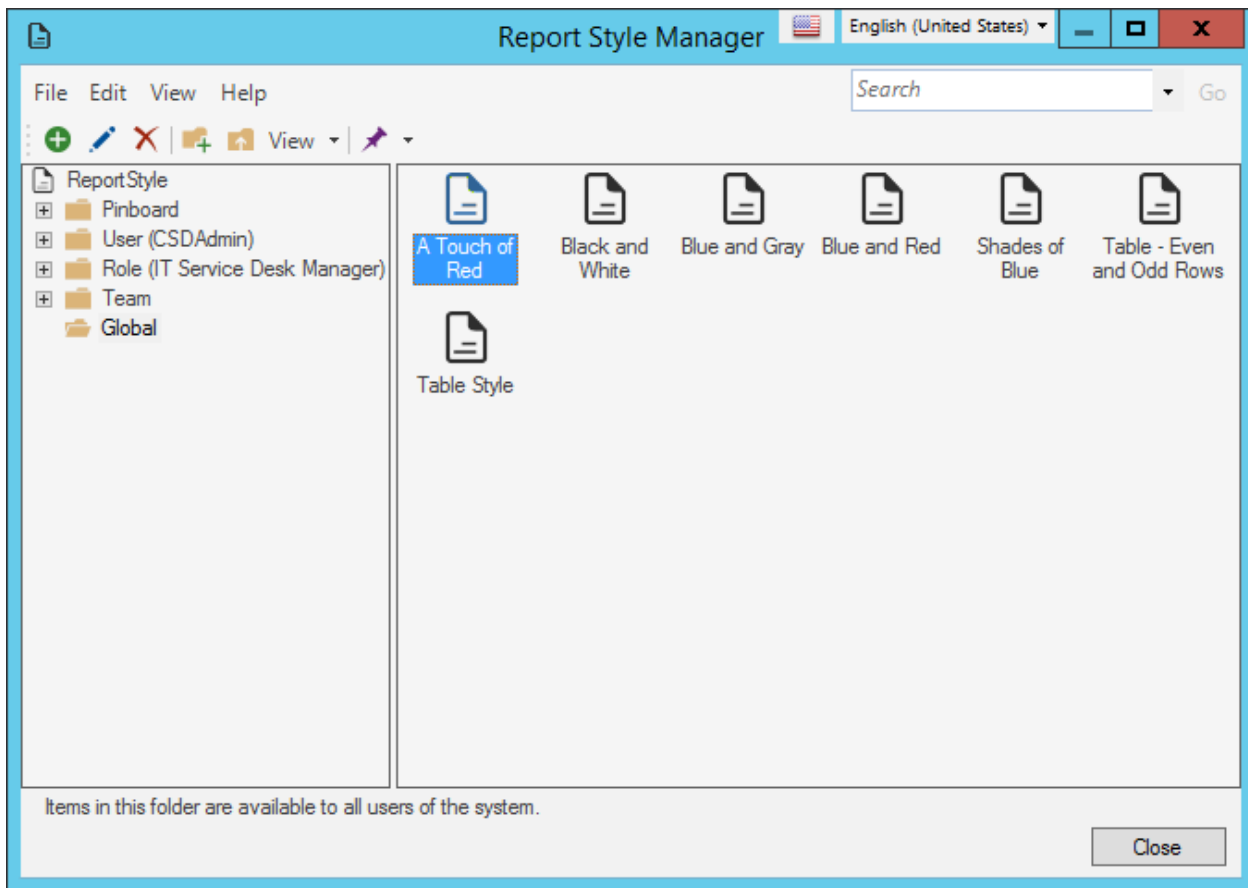 Report Style Manager
English (United States)
File Edit View Help
Search
Go
View
ReportStyle
Pinboard
User (CSDAdmin)
Role (IT Service Desk Manager)
Team
Global
A Touch of
Red
Black and
White
Blue and Gray
Blue and Red
Shades of
Blue
Table - Even
and Odd Rows
Table Style
Items in this folder are available to all users of the system.
Close